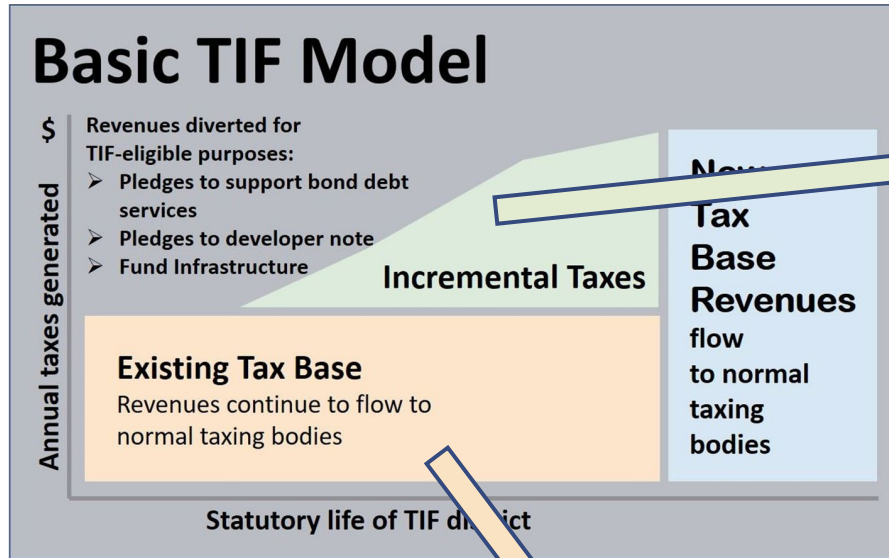 Basic TIF Model
$
Annual taxes generated
Revenues diverted for
TIF-eligible purposes:
➢ Pledges to support bond debt
services
➢ Pledges to developer note
➢ Fund Infrastructure
Incremental Taxes
Existing Tax Base
Revenues continue to flow to
normal taxing bodies
New
Tax
Base
Revenues
flow
to normal
taxing
bodies
Statutory life of TIF district